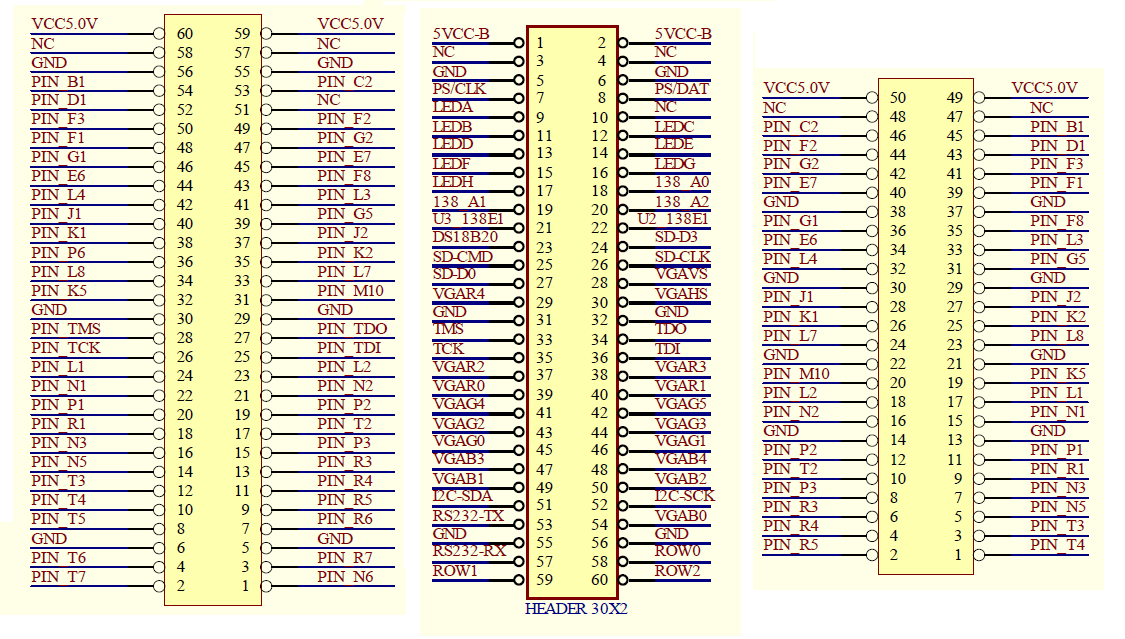 VCC5.0V 60 59 VCC5.0V
NC 58 57 NC
GND 56 55 GND
PIN_B1 54 53 PIN_C2
PIN_D1 52 51 NC
PIN_F3 50 49 PIN_F2
PIN_F1 48 47 PIN_G2
PIN_G1 46 45 PIN_E7
PIN_E6 44 43 PIN_F8
PIN_L4 42 41 PIN_L3
PIN_J1 40 39 PIN_G5
PIN_K1 38 37 PIN_J2
PIN_P6 36 35 PIN_K2
PIN_L8 34 33 PIN_L7
PIN_K5 32 31 PIN_M10
GND 30 29 GND
PIN_TMS 28 27 PIN_TDO
PIN_TCK 26 25 PIN_TDI
PIN_L1 24 23 PIN_L2
PIN_N1 22 21 PIN_N2
PIN_P1 20 19 PIN_P2
PIN_R1 18 17 PIN_T2
PIN_N3 16 15 PIN_P3
PIN_N5 14 13 PIN_R3
PIN_T3 12 11 PIN_R4
PIN_T4 10 9 PIN_R5
PIN_T5 8 7 PIN_R6
GND 6 5 GND
PIN_T6 4 3 PIN_R7
PIN_T7 2 1 PIN_N6
5VCC-B 1 2 5VCC-B
NC 3 4 NC
GND 5 6 GND
PS/CLK 7 8 PS/DAT
LEDA 9 10 NC
LEDB 11 12 LEDC
LEDD 13 14 LEDE
LEDF 15 16 LEDG
LEDH 17 18 138_A0
138_A1 19 20 138_A2
U3_138E1 21 22 U2_138E1
DS18B20 23 24 SD-D3
SD-CMD 25 26 SD-CLK
SD-D0 27 28 VGAVS
VGAR4 29 30 VGAHS
GND 31 32 GND
TMS 33 34 TDO
TCK 35 36 TDI
VGAR2 37 38 VGAR3
VGAR0 39 40 VGAR1
VGAG4 41 42 VGAG5
VGAG2 43 44 VGAG3
VGAG0 45 46 VGAG1
VGAB3 47 48 VGAB4
VGAB1 49 50 VGAB2
I2C-SDA 51 52 I2C-SCK
RS232-TX 53 54 VGAB0
GND 55 56 GND
RS232-RX 57 58 ROW0
ROW1 59 60 ROW2
HEADER 30X2
VCC5.0V 50 49 VCC5.0V
NC 48 47 NC
PIN_C2 46 45 PIN_B1
PIN_F2 44 43 PIN_D1
PIN_G2 42 41 PIN_F3
PIN_E7 40 39 PIN_F1
GND 38 37 GND
PIN_G1 36 35 PIN_F8
PIN_E6 34 33 PIN_L3
PIN_L4 32 31 PIN_G5
GND 30 29 GND
PIN_J1 28 27 PIN_J2
PIN_K1 26 25 PIN_K2
PIN_L7 24 23 PIN_L8
GND 22 21 GND
PIN_M10 20 19 PIN_K5
PIN_L2 18 17 PIN_L1
PIN_N2 16 15 PIN_N1
GND 14 13 GND
PIN_P2 12 11 PIN_P1
PIN_T2 10 9 PIN_R1
PIN_P3 8 7 PIN_N3
PIN_R3 6 5 PIN_N5
PIN_R4 4 3 PIN_T3
PIN_R5 2 1 PIN_T4